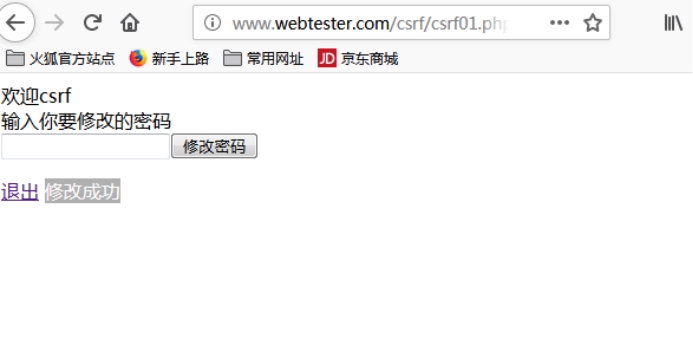 www.webtester.com/csrf/csrf01.php
火狐官方站点 新手上路 常用网址 JD 京东商城
欢迎csrf
输入你要修改的密码
修改密码
退出 修改成功